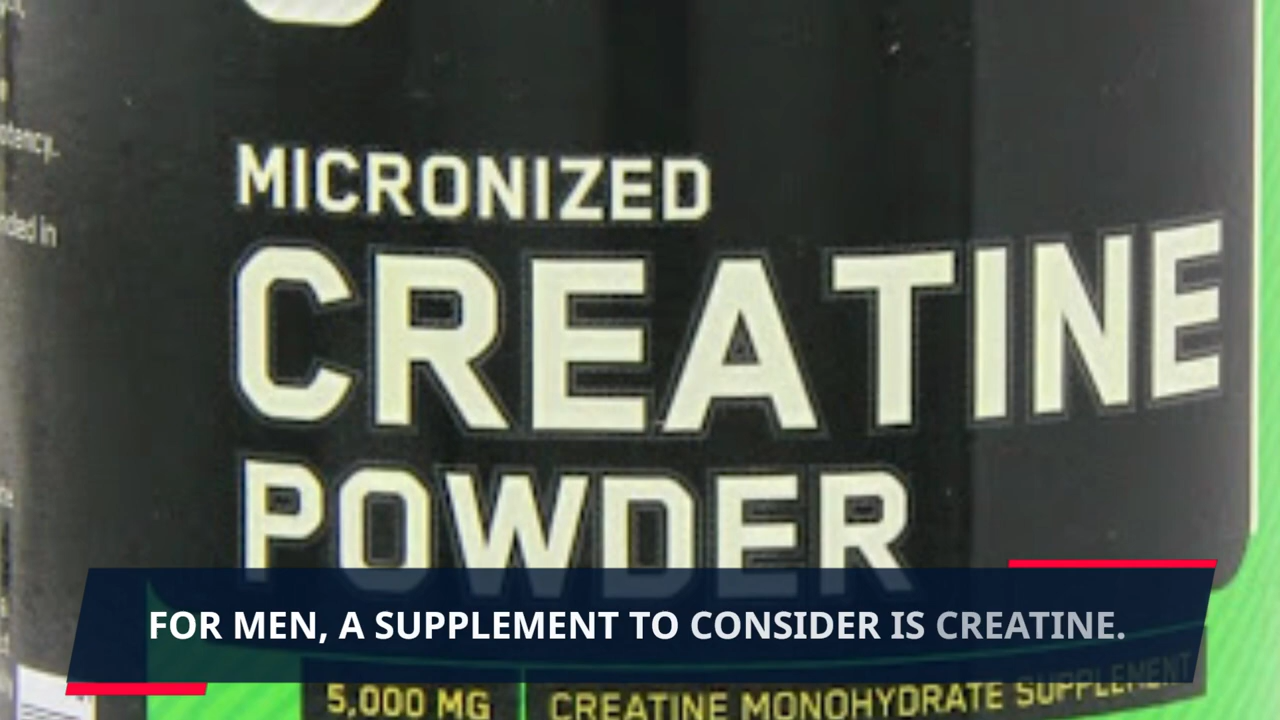 MICRONIZED
CREATINE
POWDER
FOR MEN, A SUPPLEMENT TO CONSIDER IS CREATINE.
5,000 MG
CREATINE MONOHYDRATE SUPPLEMENT